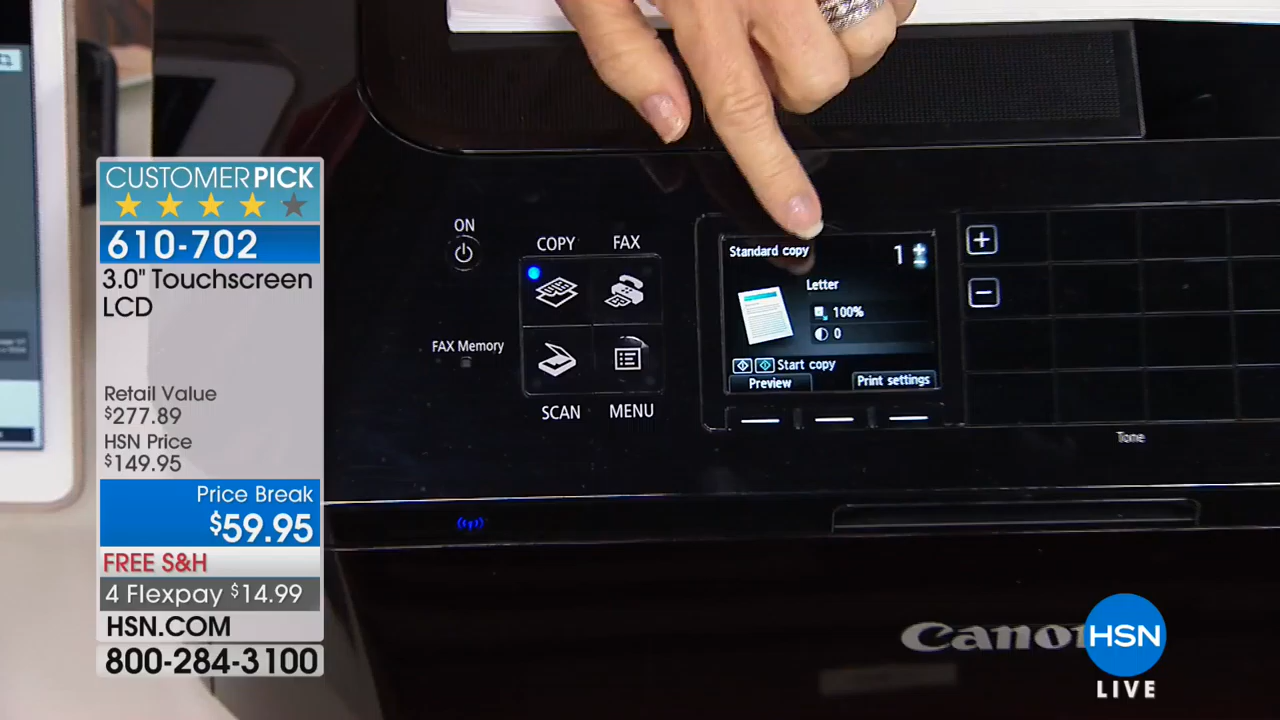 CUSTOMER PICK
610-702
3.0" Touchscreen
LCD
Retail Value
$277.89
HSN Price
$149.95
Price Break
$59.95
FREE S&H
4 Flexpay $14.99
HSN.COM
800-284-3100
ON
COPY FAX
FAX Memory
SCAN MENU
Standard copy 1
Letter
100%
0
Start copy
Preview Print settings
+
−
Tone
Canon
HSN
LIVE